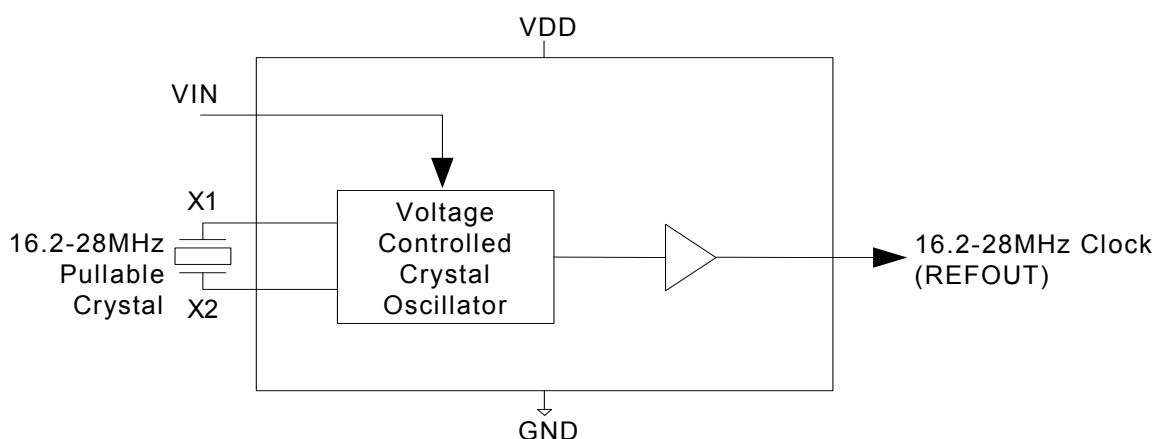 VDD
VIN
X1
16.2-28MHz
Pullable
Crystal
X2
Voltage
Controlled
Crystal
Oscillator
16.2-28MHz Clock
(REFOUT)
GND